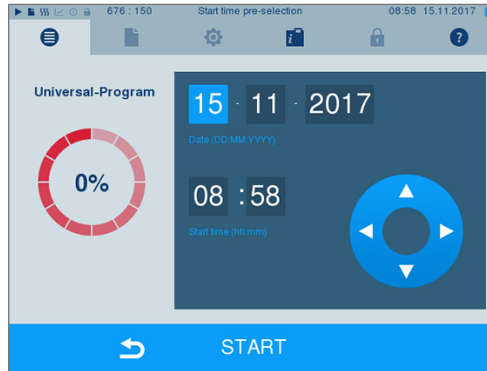 676 : 150 Start time pre-selection 08:58 15.11.2017
Universal-Program
15 . 11 . 2017
Date (DD:MM:YYYY)
0%
08 : 58
Start time (hh:mm)
START